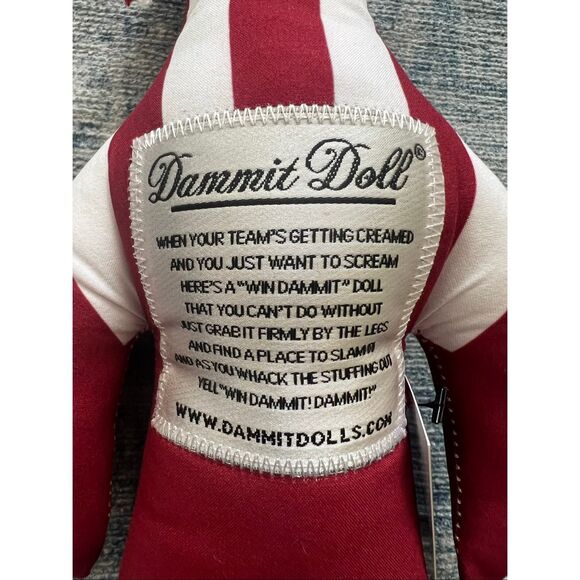 Dammit Doll®
WHEN YOUR TEAM'S GETTING CREAMED
AND YOU JUST WANT TO SCREAM
HERE'S A "WIN DAMMIT" DOLL
THAT YOU CAN'T DO WITHOUT
JUST GRAB IT FIRMLY BY THE LEGS
AND FIND A PLACE TO SLAM IT
AND AS YOU WHACK THE STUFFING OUT
YELL "WIN DAMMIT! DAMMIT!"
WWW.DAMMITDOLLS.COM